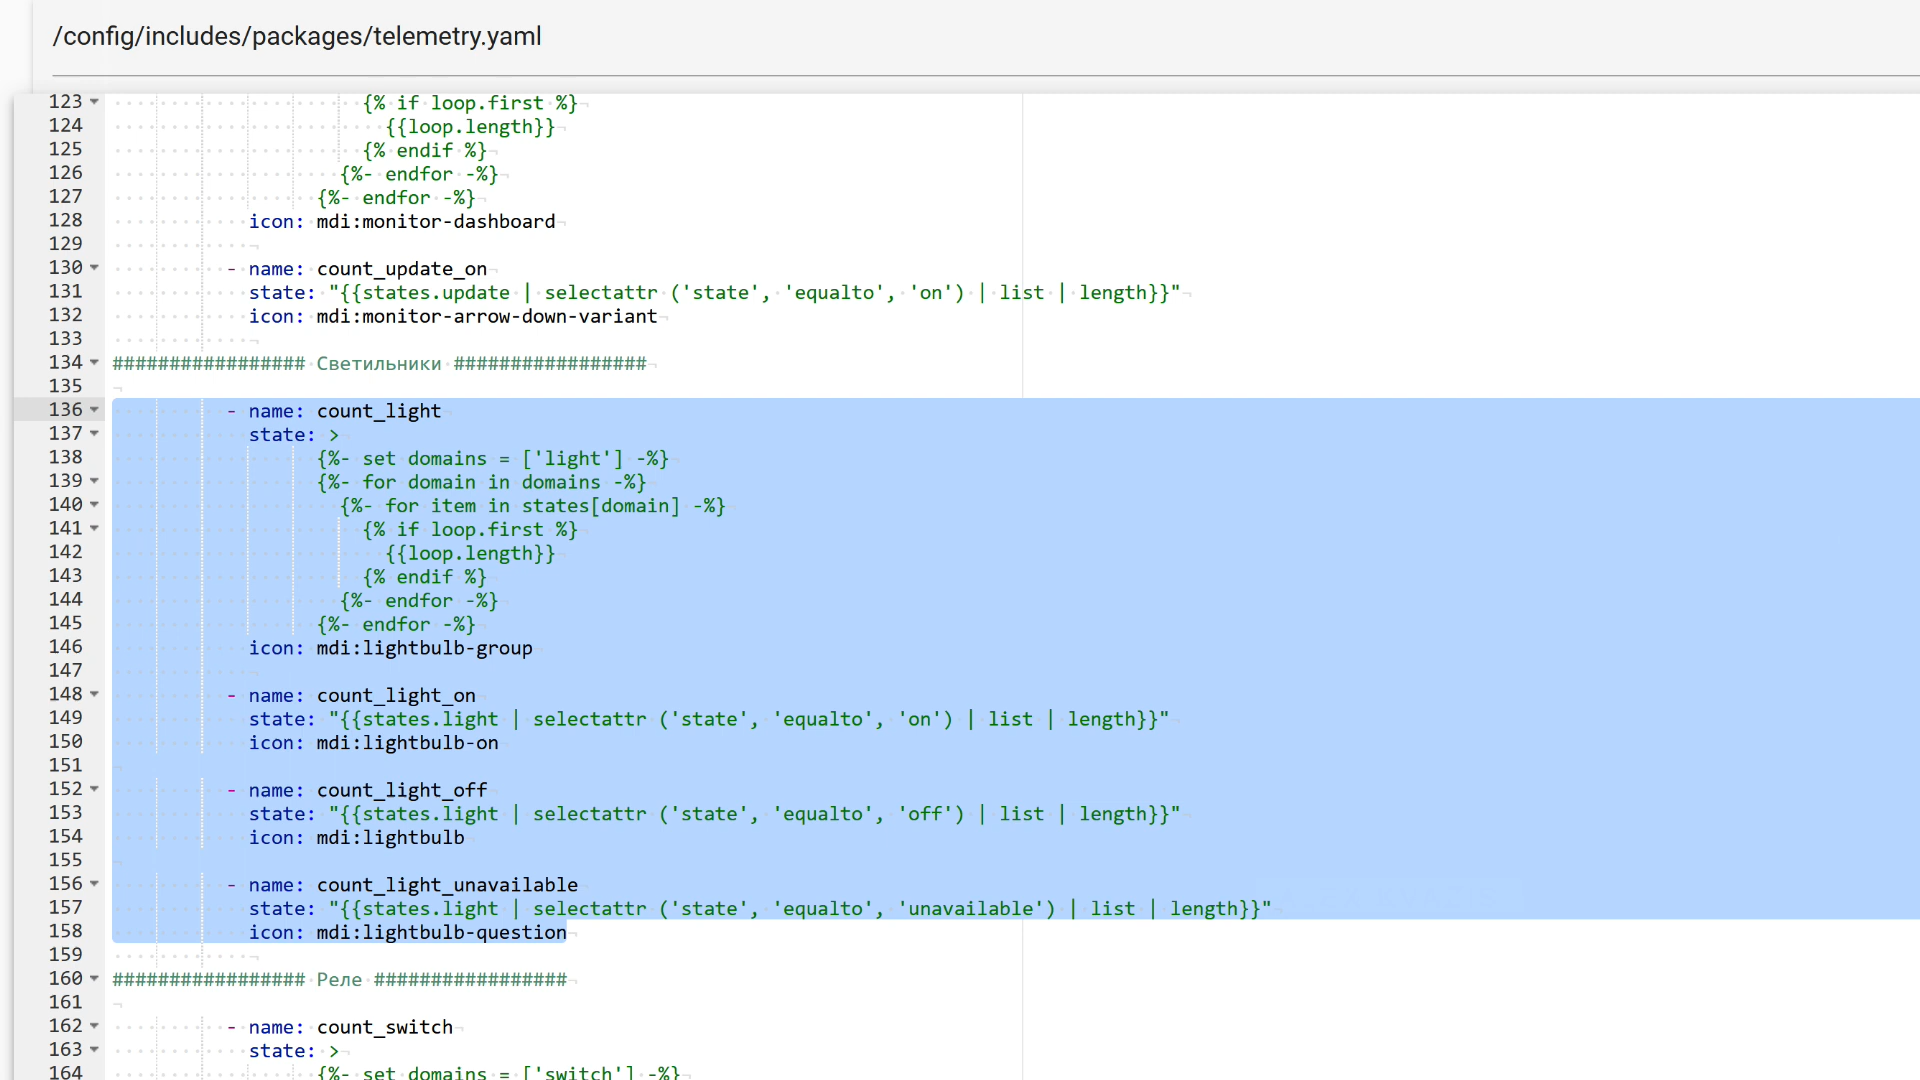 /config/includes/packages/telemetry.yaml
123 {% if loop.first %}
124 {{loop.length}}
125 {% endif %}
126 {%- endfor -%}
127 {%- endfor -%}
128 icon: mdi:monitor-dashboard
129
130 - name: count_update_on
131 state: "{{states.update | selectattr ('state', 'equalto', 'on') | list | length}}"
132 icon: mdi:monitor-arrow-down-variant
133
134 ################# Светильники #################
135
136 - name: count_light
137 state: >
138 {%- set domains = ['light'] -%}
139 {%- for domain in domains -%}
140 {%- for item in states[domain] -%}
141 {% if loop.first %}
142 {{loop.length}}
143 {% endif %}
144 {%- endfor -%}
145 {%- endfor -%}
146 icon: mdi:lightbulb-group
147
148 - name: count_light_on
149 state: "{{states.light | selectattr ('state', 'equalto', 'on') | list | length}}"
150 icon: mdi:lightbulb-on
151
152 - name: count_light_off
153 state: "{{states.light | selectattr ('state', 'equalto', 'off') | list | length}}"
154 icon: mdi:lightbulb
155
156 - name: count_light_unavailable
157 state: "{{states.light | selectattr ('state', 'equalto', 'unavailable') | list | length}}"
158 icon: mdi:lightbulb-question
159
160 ################# Реле #################
161
162 - name: count_switch
163 state: >
164 {%- set domains = ['switch'] -%}